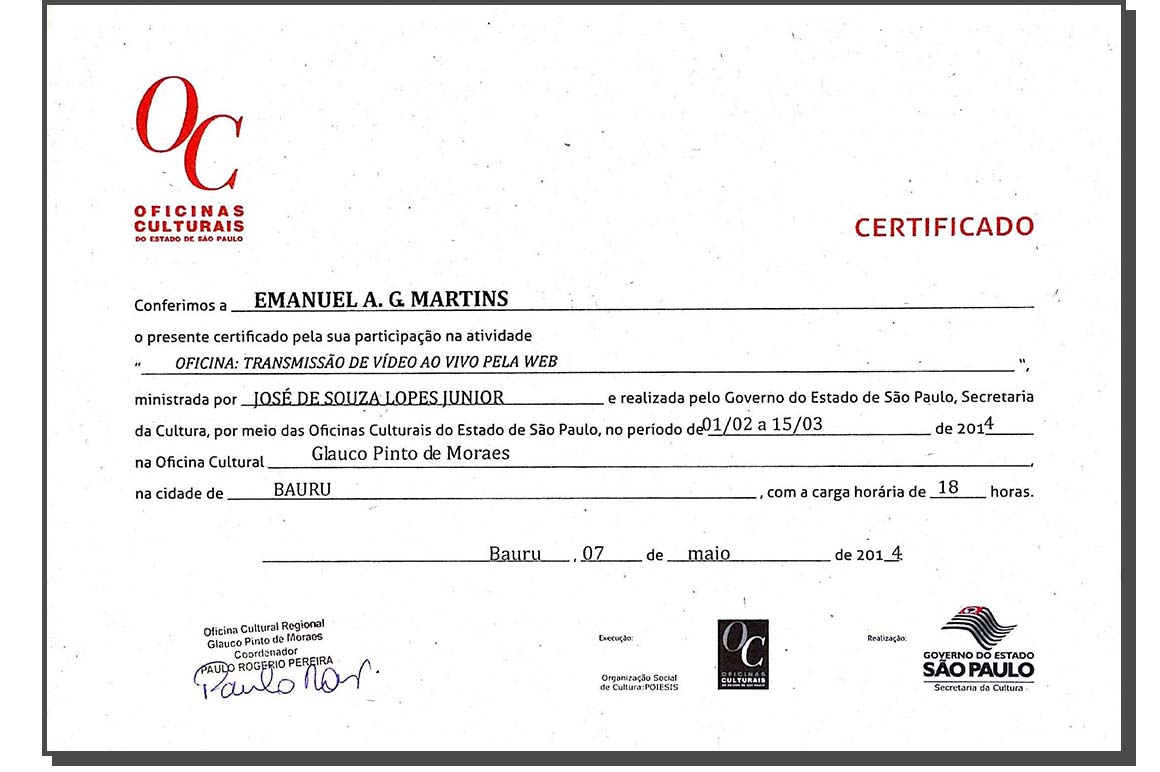 OC
OFICINAS
CULTURAIS
DO ESTADO DE SÃO PAULO
CERTIFICADO
Conferimos a EMANUEL A. G. MARTINS
o presente certificado pela sua participação na atividade
“ OFICINA: TRANSMISSÃO DE VÍDEO AO VIVO PELA WEB ”,
ministrada por JOSÉ DE SOUZA LOPES JUNIOR e realizada pelo Governo do Estado de São Paulo, Secretaria
da Cultura, por meio das Oficinas Culturais do Estado de São Paulo, no período de 01/02 a 15/03 de 2014
na Oficina Cultural Glauco Pinto de Moraes,
na cidade de BAURU, com a carga horária de 18 horas.
Bauru, 07 de maio de 2014
Oficina Cultural Regional
Glauco Pinto de Moraes
Coordenador
PAULO ROGERIO PEREIRA
Execução:
Organização Social
de Cultura:POIESIS
OC
OFICINAS
CULTURAIS
DO ESTADO DE SÃO PAULO
Realização:
GOVERNO DO ESTADO
SÃO PAULO
Secretaria da Cultura